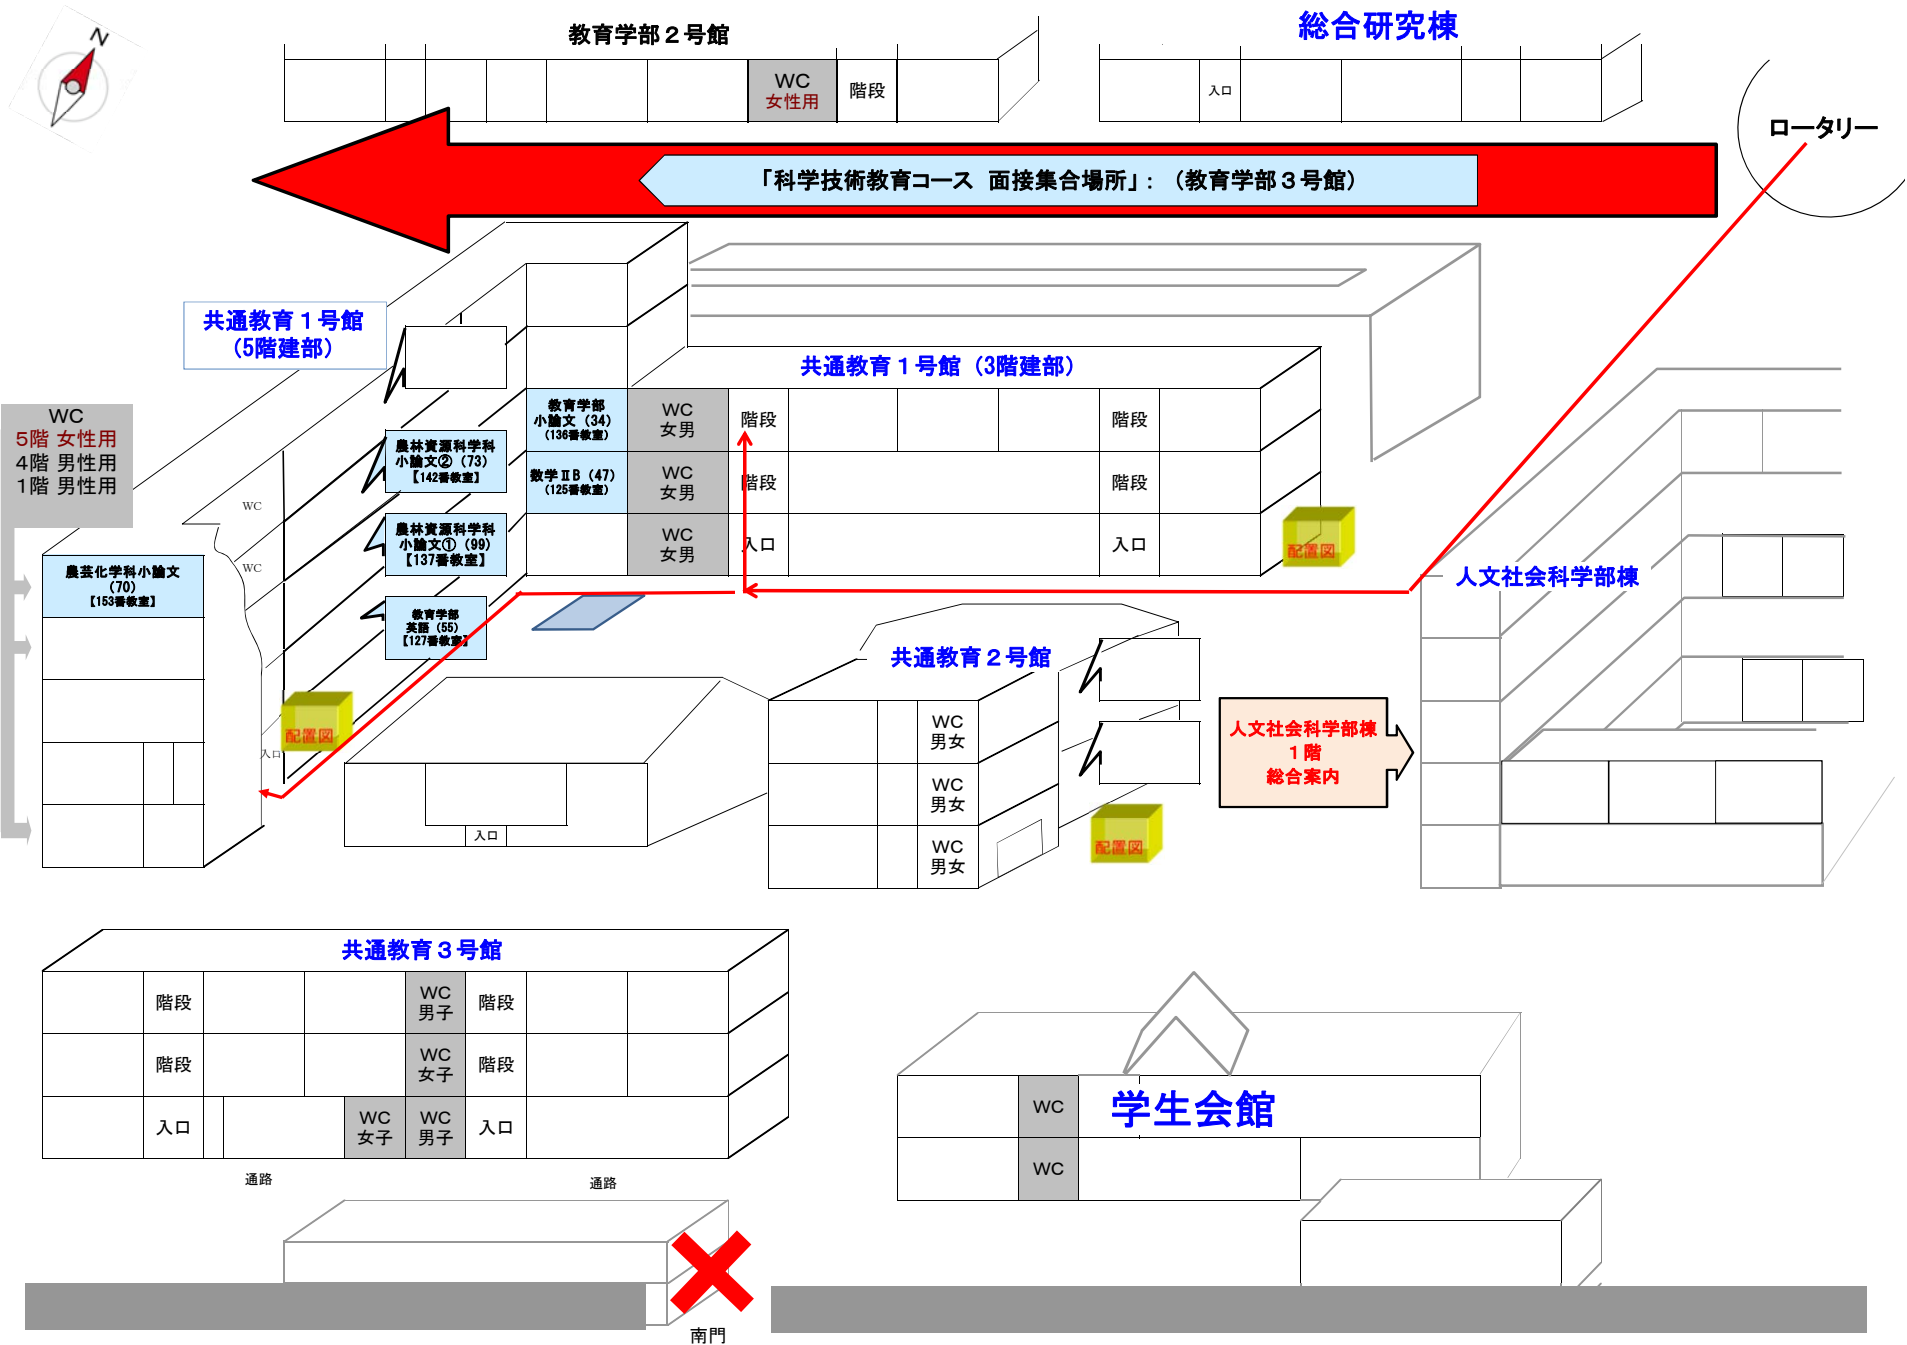 N
教育学部２号館
総合研究棟
WC
女性用
階段
入口
ロータリー
「科学技術教育コース　面接集合場所」：（教育学部３号館）
共通教育１号館
（5階建部）
共通教育１号館（3階建部）
WC
5階 女性用
4階 男性用
1階 男性用
教育学部
小論文（34）
（136番教室）
WC
女男
階段
階段
農林資源科学科
小論文②（73）
【142番教室】
数学ⅡB（47）
（125番教室）
WC
女男
階段
階段
WC
農林資源科学科
小論文①（99）
【137番教室】
WC
女男
入口
入口
配置図
WC
農芸化学科小論文
（70）
【153番教室】
人文社会科学部棟
教育学部
英語（55）
【127番教室】
共通教育２号館
配置図
入口
WC
男女
WC
男女
WC
男女
人文社会科学部棟
１階
総合案内
入口
配置図
共通教育３号館
階段
WC
男子
階段
階段
WC
女子
階段
入口
WC
女子
WC
男子
入口
通路
通路
WC
学生会館
WC
南門